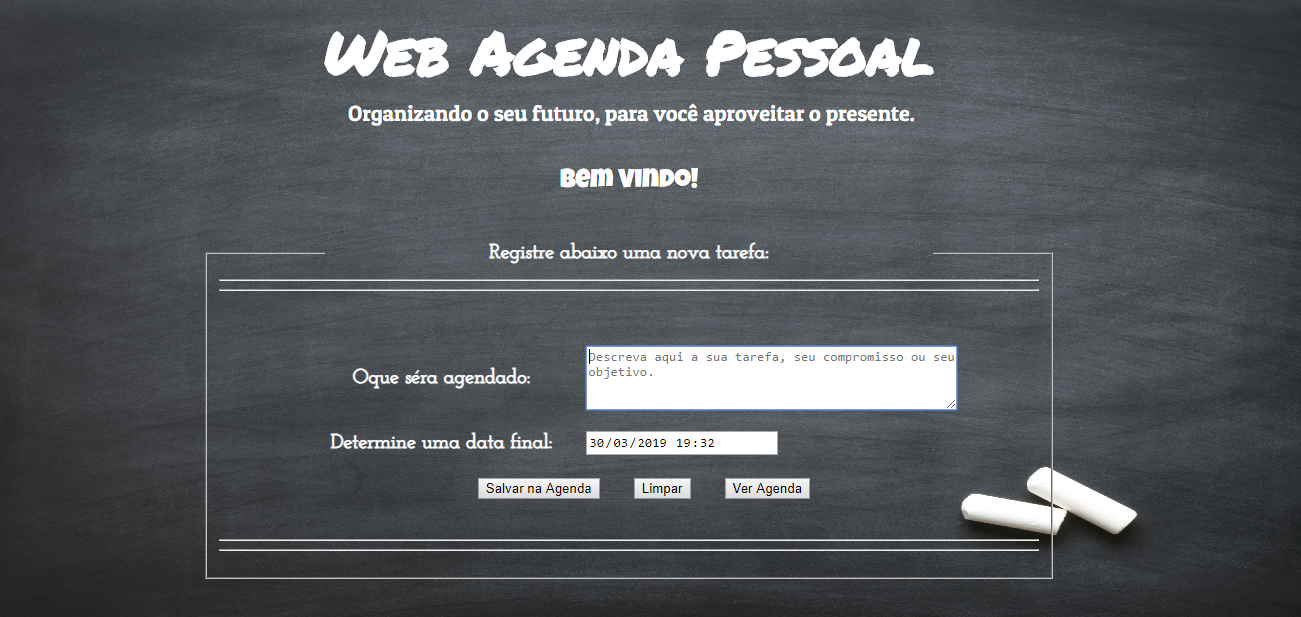 Web Agenda Pessoal
Organizando o seu futuro, para você aproveitar o presente.
Bem vindo!
Registre abaixo uma nova tarefa:
Oque séra agendado:
Descreva aqui a sua tarefa, seu compromisso ou seu
objetivo.
Determine uma data final:
30/03/2019 19:32
Salvar na Agenda
Limpar
Ver Agenda